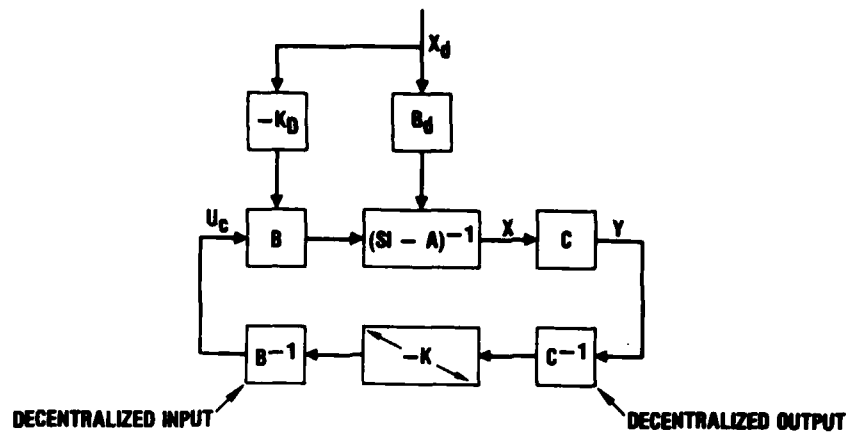 X_d
−K_D
B_d
U_c
B
(SI − A)⁻¹
X
C
Y
B⁻¹
−K
C⁻¹
DECENTRALIZED INPUT
DECENTRALIZED OUTPUT